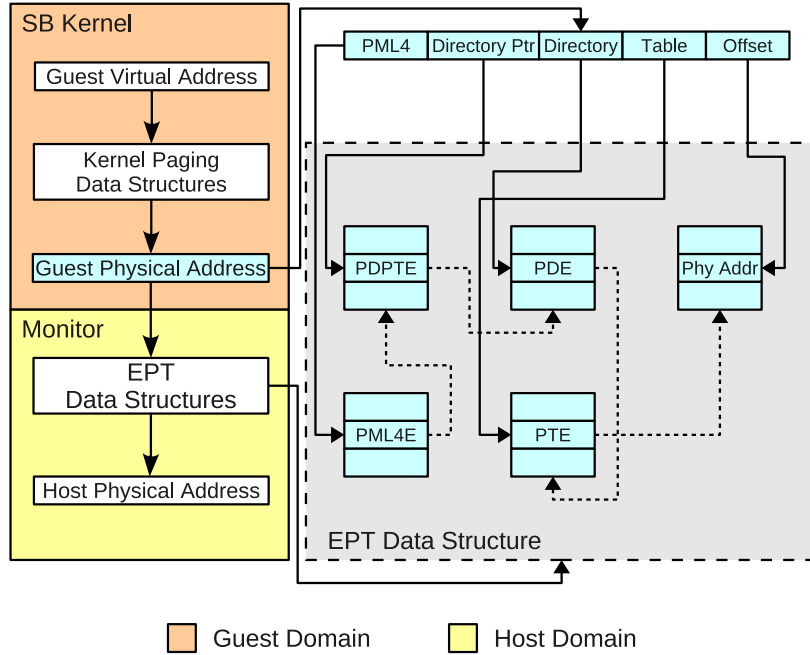 SB Kernel
Guest Virtual Address
Kernel Paging
Data Structures
Guest Physical Address
Monitor
EPT
Data Structures
Host Physical Address
PML4 Directory Ptr Directory Table Offset
PDPTE PDE Phy Addr
PML4E PTE
EPT Data Structure
Guest Domain Host Domain